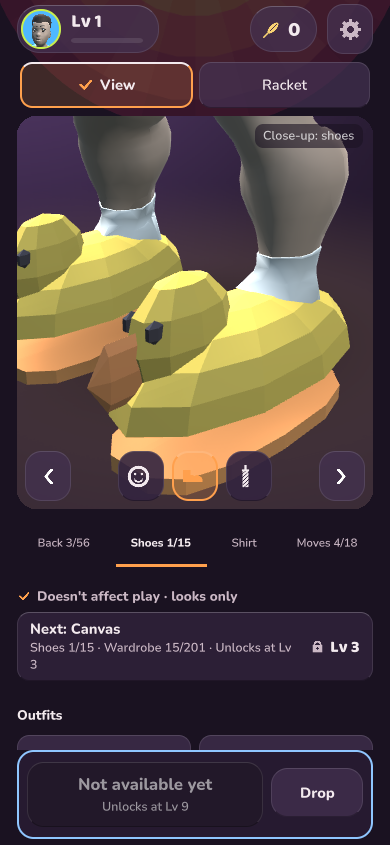 Lv 1
0
View
Racket
Close-up: shoes
Back 3/56
Shoes 1/15
Shirt
Moves 4/18
Doesn't affect play · looks only
Next: Canvas
Shoes 1/15 · Wardrobe 15/201 · Unlocks at Lv
3
Lv 3
Outfits
Not available yet
Unlocks at Lv 9
Drop